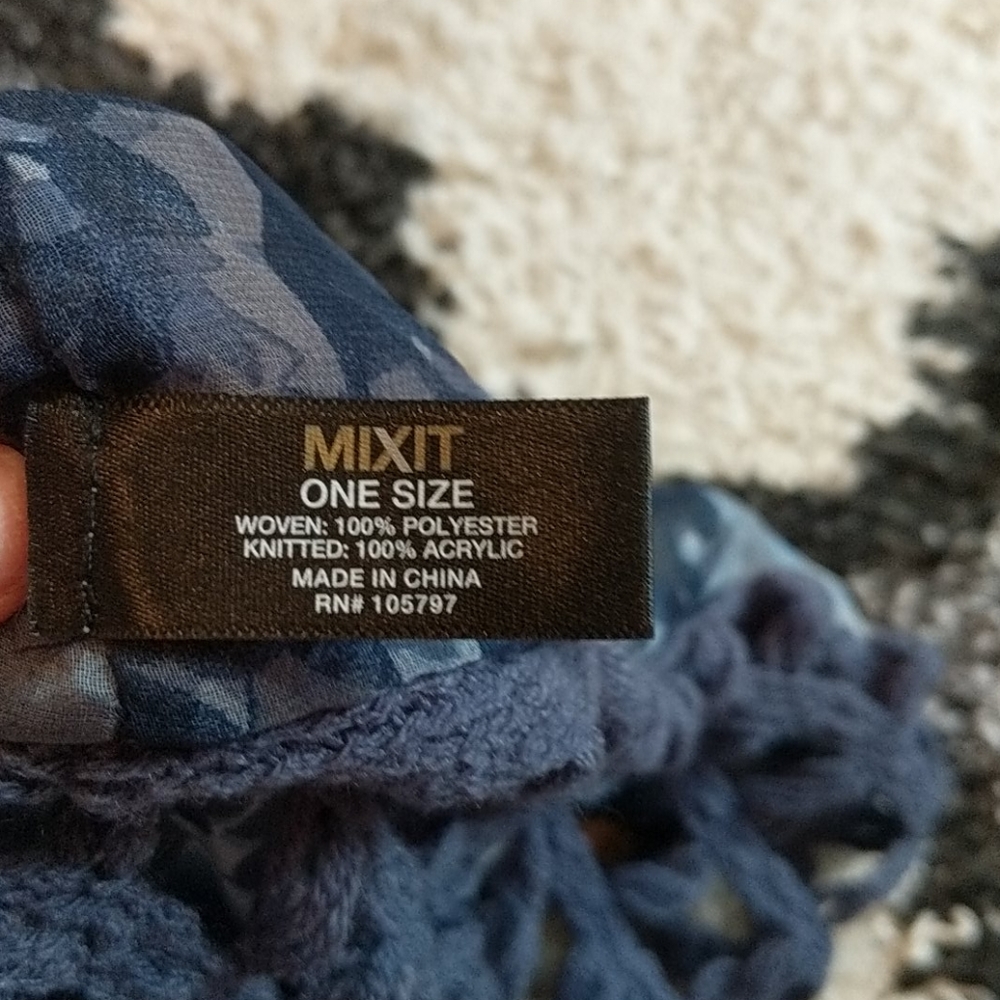 MIXIT
ONE SIZE
WOVEN: 100% POLYESTER
KNITTED: 100% ACRYLIC
MADE IN CHINA
RN# 105797